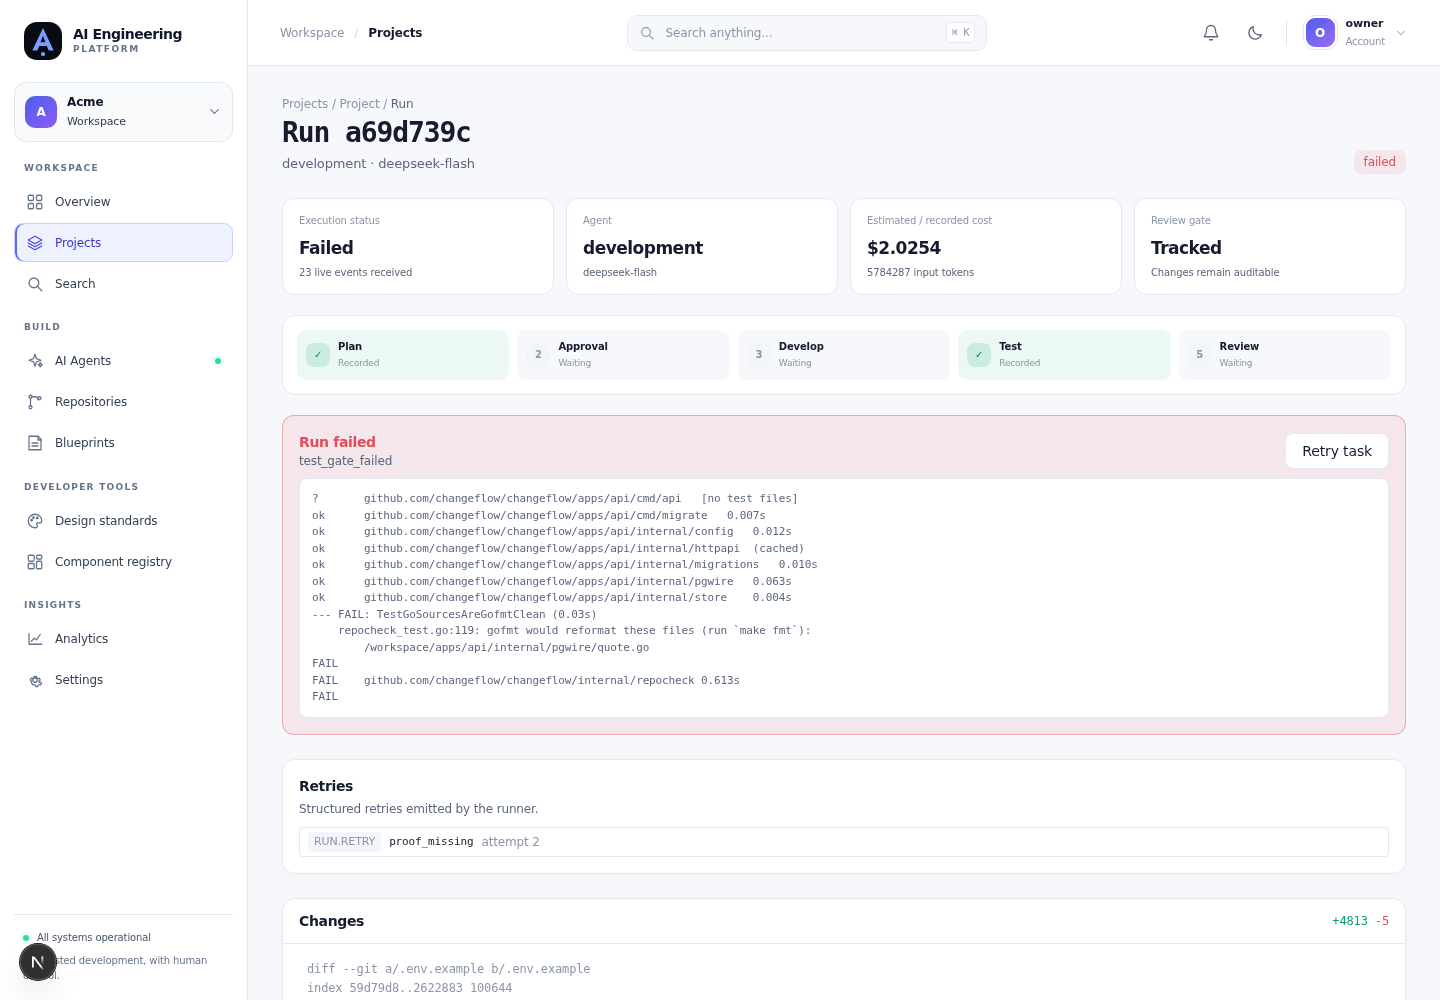 AI Engineering
PLATFORM
A
Acme
Workspace
WORKSPACE
Overview
Projects
Search
BUILD
AI Agents
Repositories
Blueprints
DEVELOPER TOOLS
Design standards
Component registry
INSIGHTS
Analytics
Settings
All systems operational
sted development, with human
N
Workspace / Projects
Search anything...
⌘ K
O
owner
Account
Projects / Project / Run
Run a69d739c
development · deepseek-flash
failed
Execution status
Failed
23 live events received
Agent
development
deepseek-flash
Estimated / recorded cost
$2.0254
5784287 input tokens
Review gate
Tracked
Changes remain auditable
✓ Plan
Recorded
2 Approval
Waiting
3 Develop
Waiting
✓ Test
Recorded
5 Review
Waiting
Run failed
test_gate_failed
Retry task
? github.com/changeflow/changeflow/apps/api/cmd/api [no test files]
ok github.com/changeflow/changeflow/apps/api/cmd/migrate 0.007s
ok github.com/changeflow/changeflow/apps/api/internal/config 0.012s
ok github.com/changeflow/changeflow/apps/api/internal/httpapi (cached)
ok github.com/changeflow/changeflow/apps/api/internal/migrations 0.010s
ok github.com/changeflow/changeflow/apps/api/internal/pgwire 0.063s
ok github.com/changeflow/changeflow/apps/api/internal/store 0.004s
--- FAIL: TestGoSourcesAreGofmtClean (0.03s)
repocheck_test.go:119: gofmt would reformat these files (run `make fmt`):
/workspace/apps/api/internal/pgwire/quote.go
FAIL
FAIL github.com/changeflow/changeflow/internal/repocheck 0.613s
FAIL
Retries
Structured retries emitted by the runner.
RUN.RETRY proof_missing attempt 2
Changes
+4813 -5
diff --git a/.env.example b/.env.example
index 59d79d8..2622883 100644